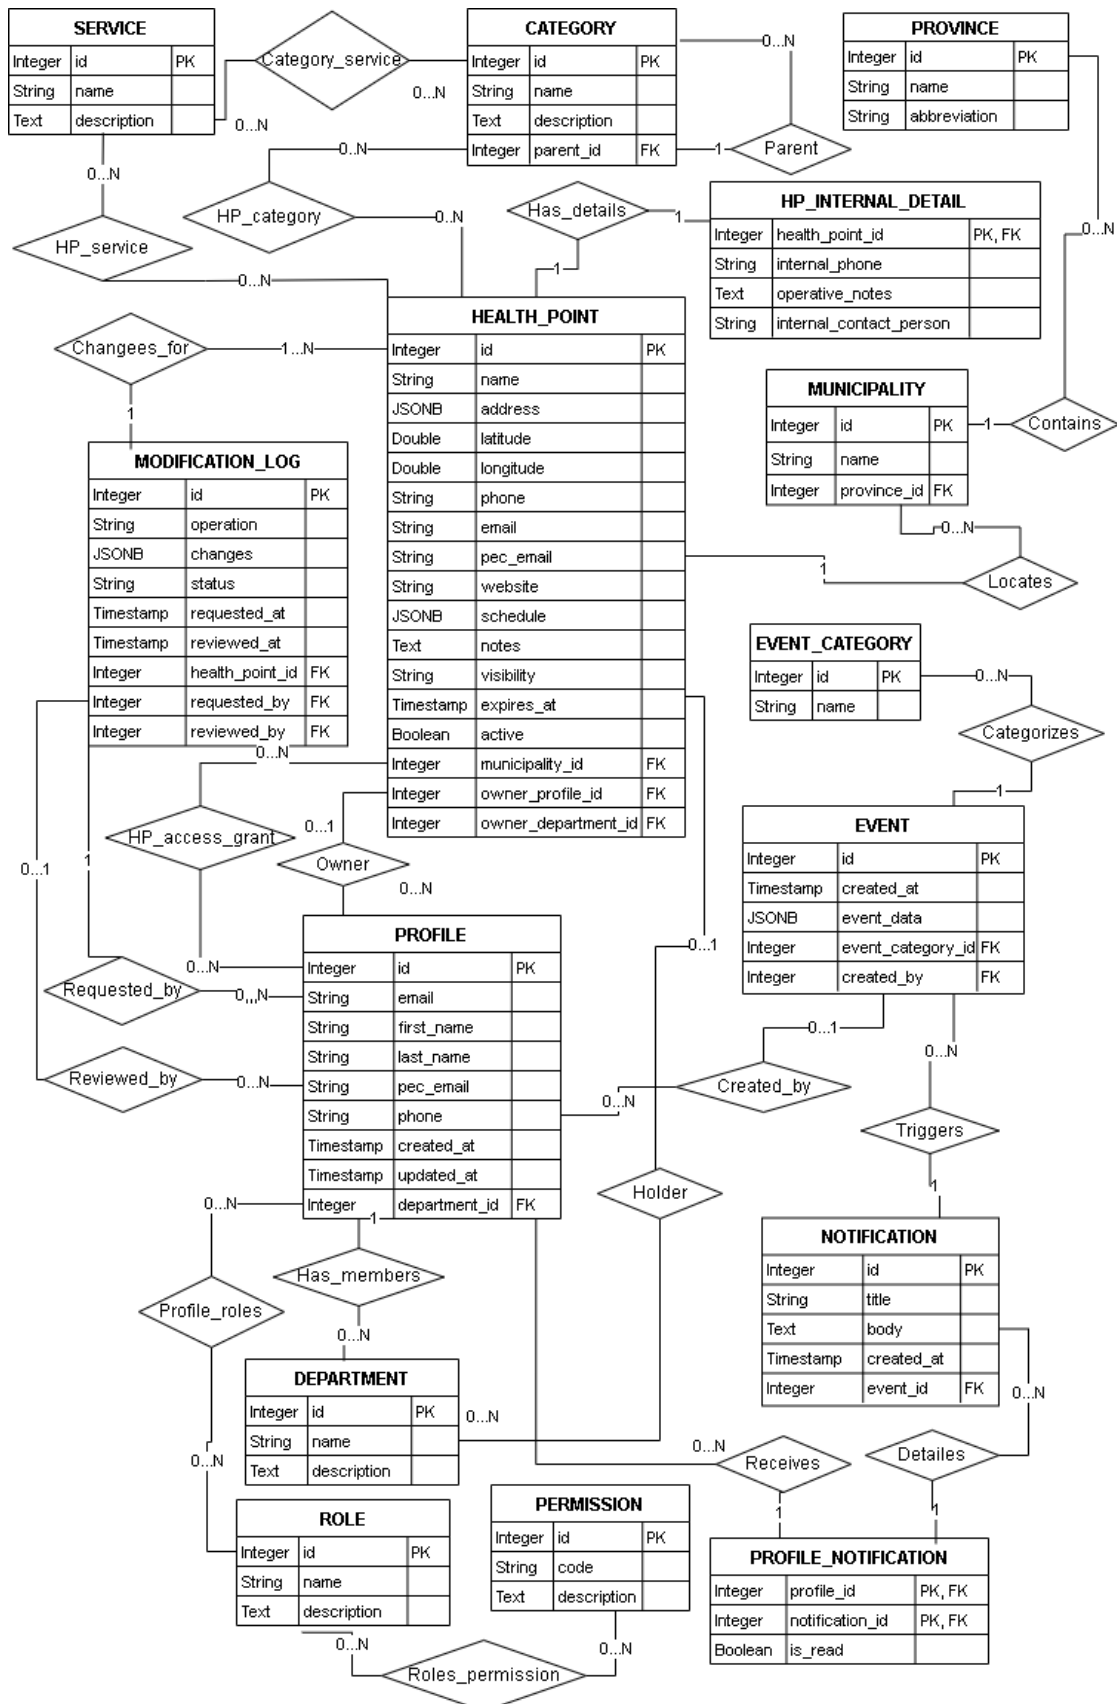 SERVICE
Integer id PK
String name
Text description
Category_service
0...N
0...N
CATEGORY
Integer id PK
String name
Text description
Integer parent_id FK
0...N
1
Parent
PROVINCE
Integer id PK
String name
String abbreviation
0...N
0...N
HP_category
0...N
0...N
HP_service
0...N
Has_details
1
1
HP_INTERNAL_DETAIL
Integer health_point_id PK, FK
String internal_phone
Text operative_notes
String internal_contact_person
HEALTH_POINT
Integer id PK
String name
JSONB address
Double latitude
Double longitude
String phone
String email
String pec_email
String website
JSONB schedule
Text notes
String visibility
Timestamp expires_at
Boolean active
Integer municipality_id FK
Integer owner_profile_id FK
Integer owner_department_id FK
Changees_for
1...N
1
MUNICIPALITY
Integer id PK
String name
Integer province_id FK
1
Contains
0...N
1
Locates
MODIFICATION_LOG
Integer id PK
String operation
JSONB changes
String status
Timestamp requested_at
Timestamp reviewed_at
Integer health_point_id FK
Integer requested_by FK
Integer reviewed_by FK
EVENT_CATEGORY
Integer id PK
String name
0...N
Categorizes
1
0...N
HP_access_grant
0...N
0...1
Owner
0...N
0...1
1
EVENT
Integer id PK
Timestamp created_at
JSONB event_data
Integer event_category_id FK
Integer created_by FK
PROFILE
Integer id PK
String email
String first_name
String last_name
String pec_email
String phone
Timestamp created_at
Timestamp updated_at
Integer department_id FK
0...1
Requested_by
0,,,N
Reviewed_by
0...N
0...1
Created_by
0...N
0...N
Triggers
1
Holder
0...N
Profile_roles
0...N
1
Has_members
0...N
NOTIFICATION
Integer id PK
String title
Text body
Timestamp created_at
Integer event_id FK
DEPARTMENT
Integer id PK
String name
Text description
0...N
0...N
Receives
1
0...N
Detailes
1
ROLE
Integer id PK
String name
Text description
PERMISSION
Integer id PK
String code
Text description
PROFILE_NOTIFICATION
Integer profile_id PK, FK
Integer notification_id PK, FK
Boolean is_read
0...N
Roles_permission
0...N